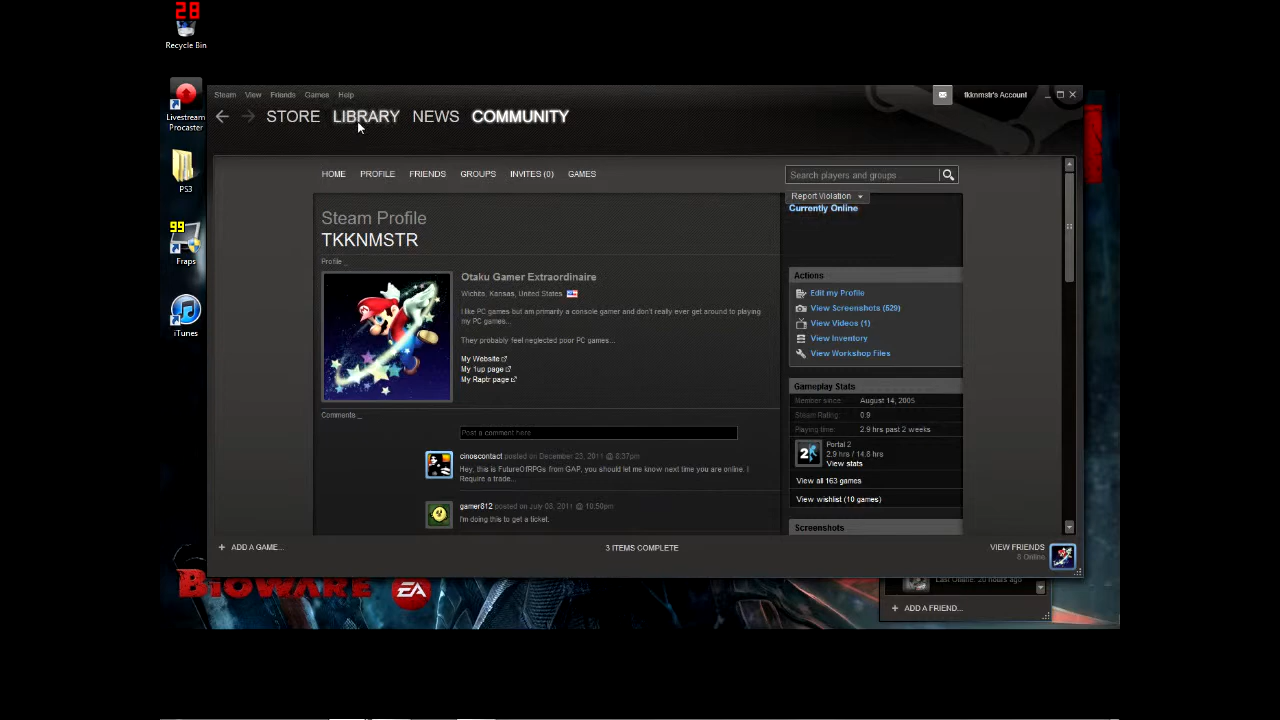 28
Recycle Bin
Livestream
Procaster
PS3
99
Fraps
iTunes
Steam View Friends Games Help
tkknmstr's Account
STORE LIBRARY NEWS COMMUNITY
HOME PROFILE FRIENDS GROUPS INVITES (0) GAMES
Search players and groups
Report Violation
Currently Online
Steam Profile
TKKNMSTR
Profile _
Otaku Gamer Extraordinaire
Wichita, Kansas, United States
I like PC games but am primarily a console gamer and don't really ever get around to playing
my PC games...
They probably feel neglected poor PC games...
My Website
My 1up page
My Raptr page
Actions
Edit my Profile
View Screenshots (529)
View Videos (1)
View Inventory
View Workshop Files
Gameplay Stats
Member since: August 14, 2005
Steam Rating: 0.9
Playing time: 2.9 hrs past 2 weeks
2
Portal 2
2.9 hrs / 14.8 hrs
View stats
View all 163 games
View wishlist (10 games)
Screenshots
Comments _
Post a comment here
cinoscontact posted on December 23, 2011 @ 8:37pm
Hey, this is FutureOfRPGs from GAP, you should let me know next time you are online. I
Require a trade...
gamer812 posted on July 08, 2011 @ 10:50pm
I'm doing this to get a ticket.
+ ADD A GAME...
3 ITEMS COMPLETE
VIEW FRIENDS
Online
BIOWARE EA
Last Online: 20 hours ago
+ ADD A FRIEND...